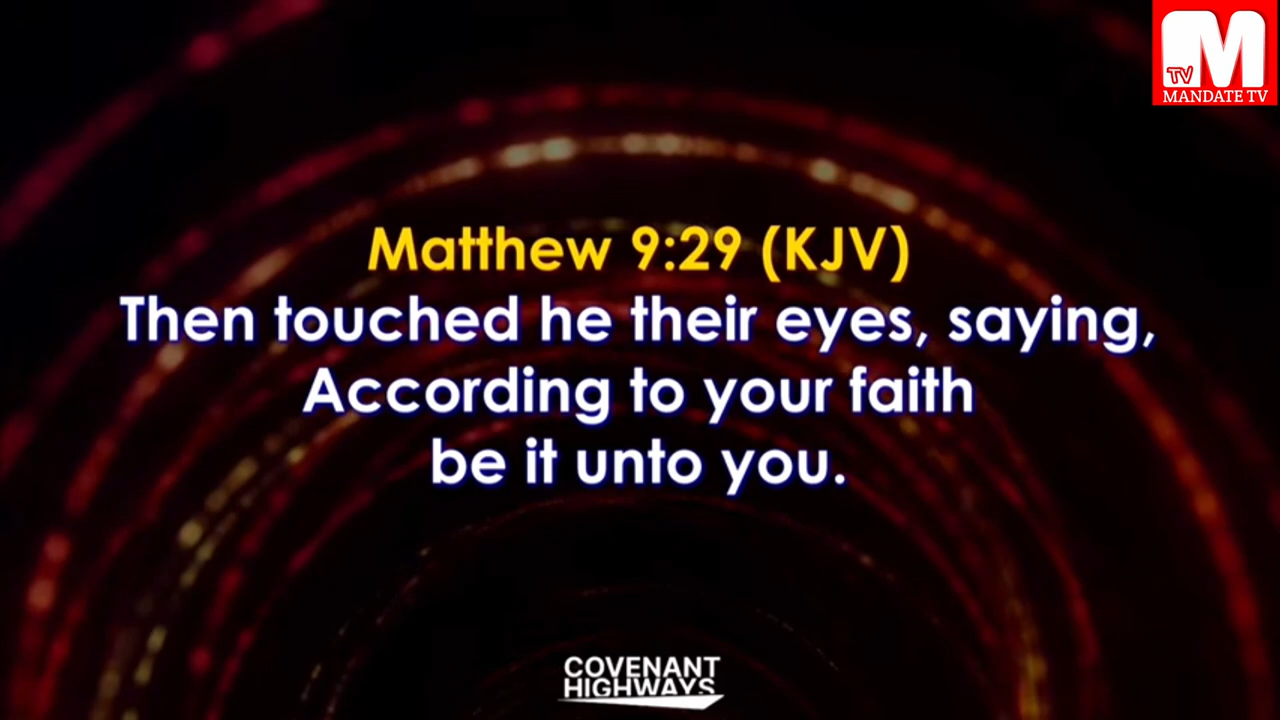 M
TV
MANDATE TV
Matthew 9:29 (KJV)
Then touched he their eyes, saying,
According to your faith
be it unto you.
COVENANT
HIGHWAYS